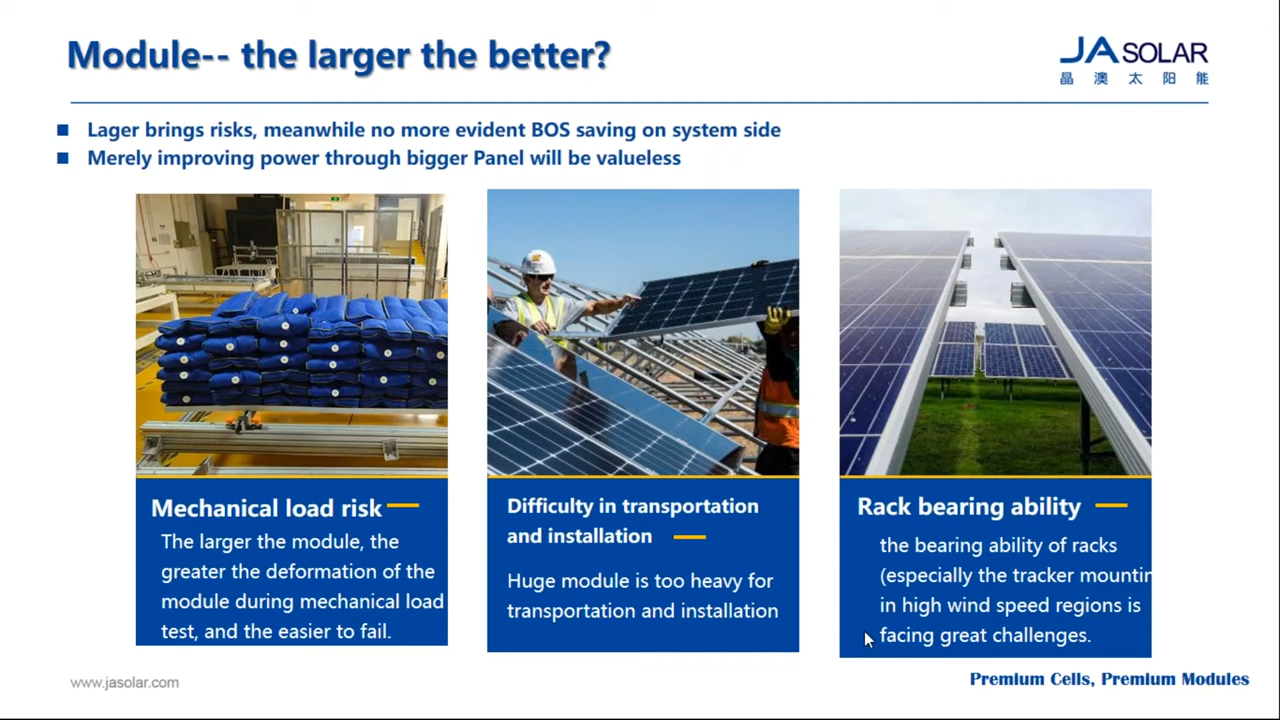 Module-- the larger the better?
JA SOLAR
晶 澳 太 阳 能
Lager brings risks, meanwhile no more evident BOS saving on system side
Merely improving power through bigger Panel will be valueless
Mechanical load risk
The larger the module, the
greater the deformation of the
module during mechanical load
test, and the easier to fail.
Difficulty in transportation
and installation
Huge module is too heavy for
transportation and installation
Rack bearing ability
the bearing ability of racks
(especially the tracker mountin
in high wind speed regions is
facing great challenges.
www.jasolar.com
Premium Cells, Premium Modules